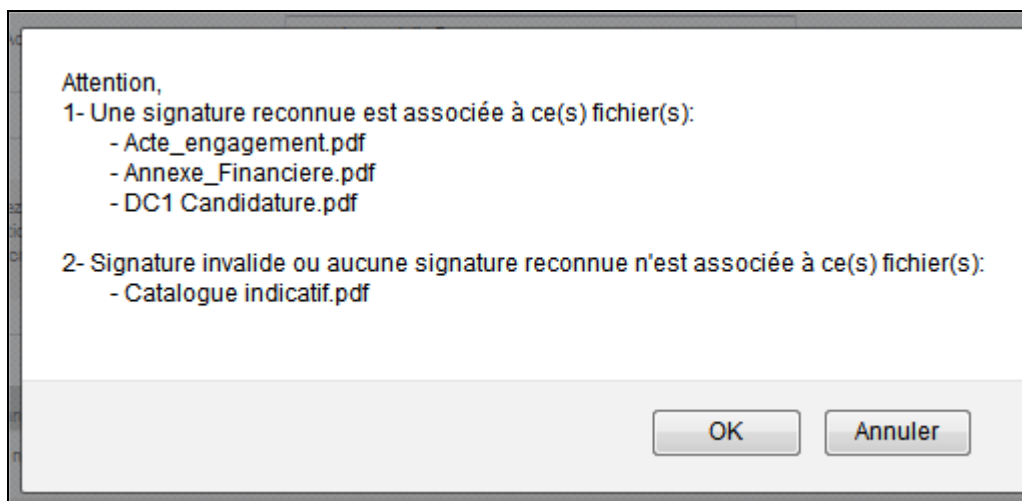 Attention,
1- Une signature reconnue est associée à ce(s) fichier(s):
- Acte_engagement.pdf
- Annexe_Financiere.pdf
- DC1 Candidature.pdf
2- Signature invalide ou aucune signature reconnue n'est associée à ce(s) fichier(s):
- Catalogue indicatif.pdf
OK
Annuler